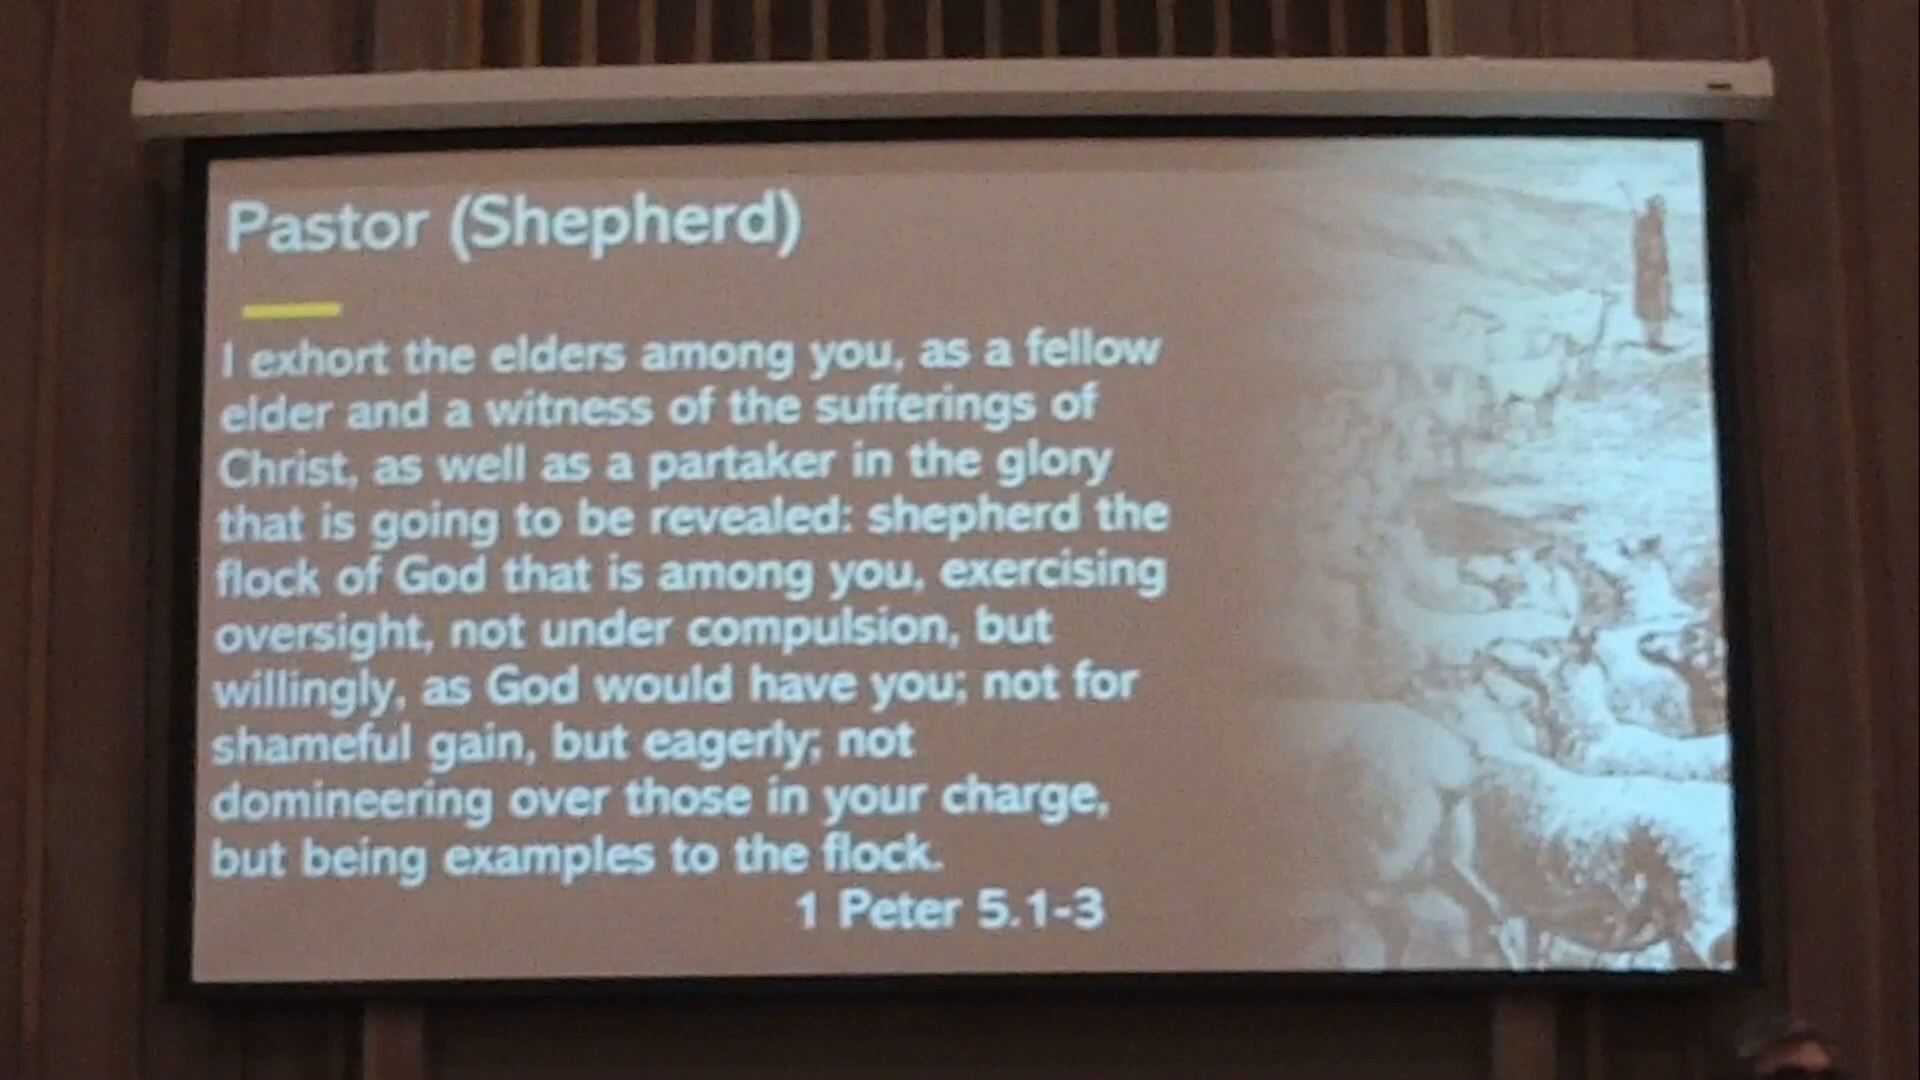 Pastor (Shepherd)
I exhort the elders among you, as a fellow
elder and a witness of the sufferings of
Christ, as well as a partaker in the glory
that is going to be revealed: shepherd the
flock of God that is among you, exercising
oversight, not under compulsion, but
willingly, as God would have you; not for
shameful gain, but eagerly; not
domineering over those in your charge,
but being examples to the flock.
1 Peter 5.1-3